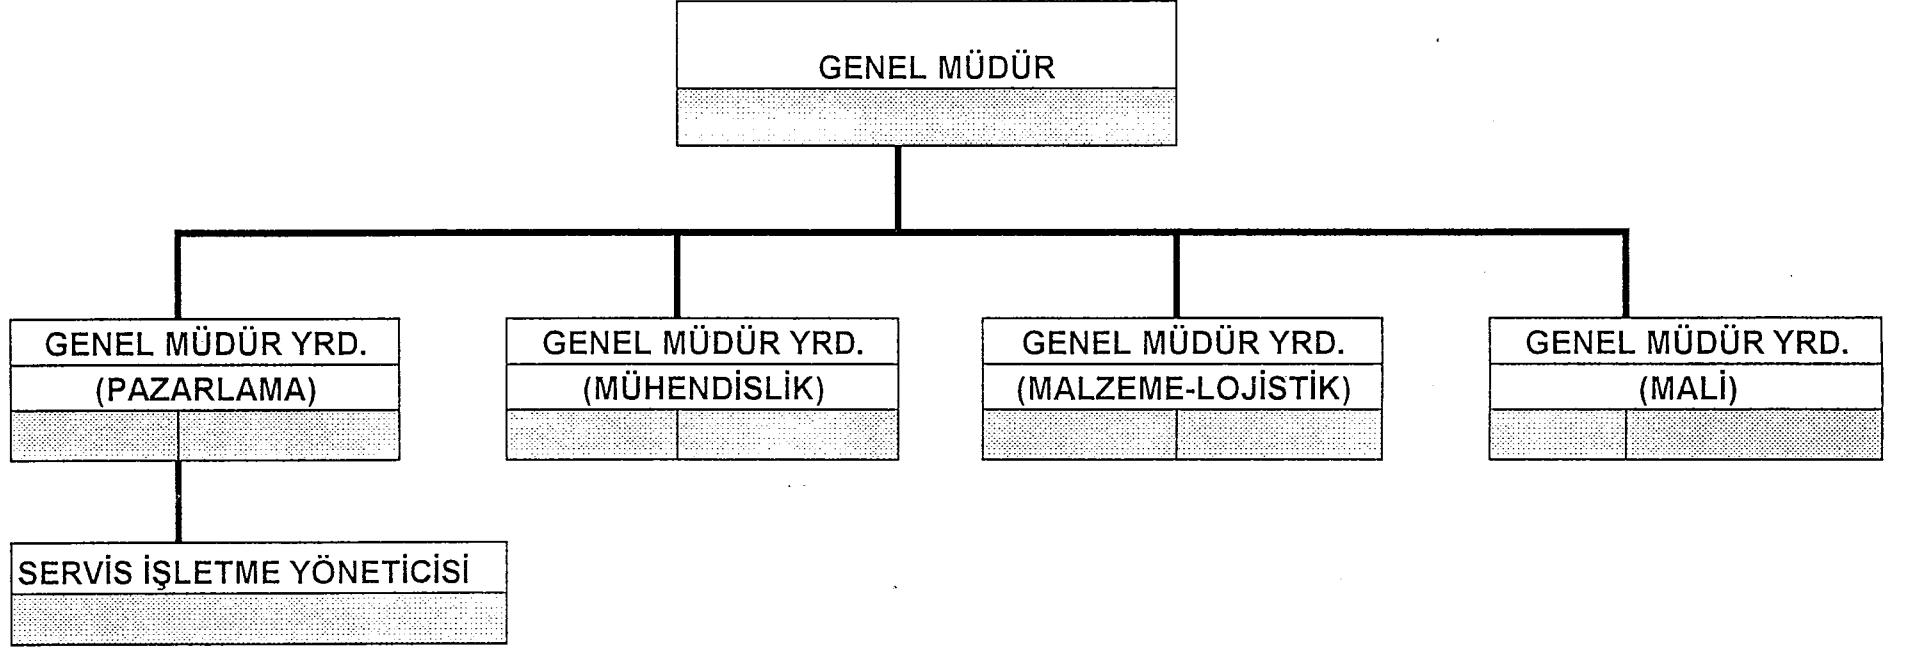 GENEL MÜDÜR
GENEL MÜDÜR YRD.
(PAZARLAMA)
GENEL MÜDÜR YRD.
(MÜHENDİSLİK)
GENEL MÜDÜR YRD.
(MALZEME-LOJİSTİK)
GENEL MÜDÜR YRD.
(MALİ)
SERVİS İŞLETME YÖNETİCİSİ